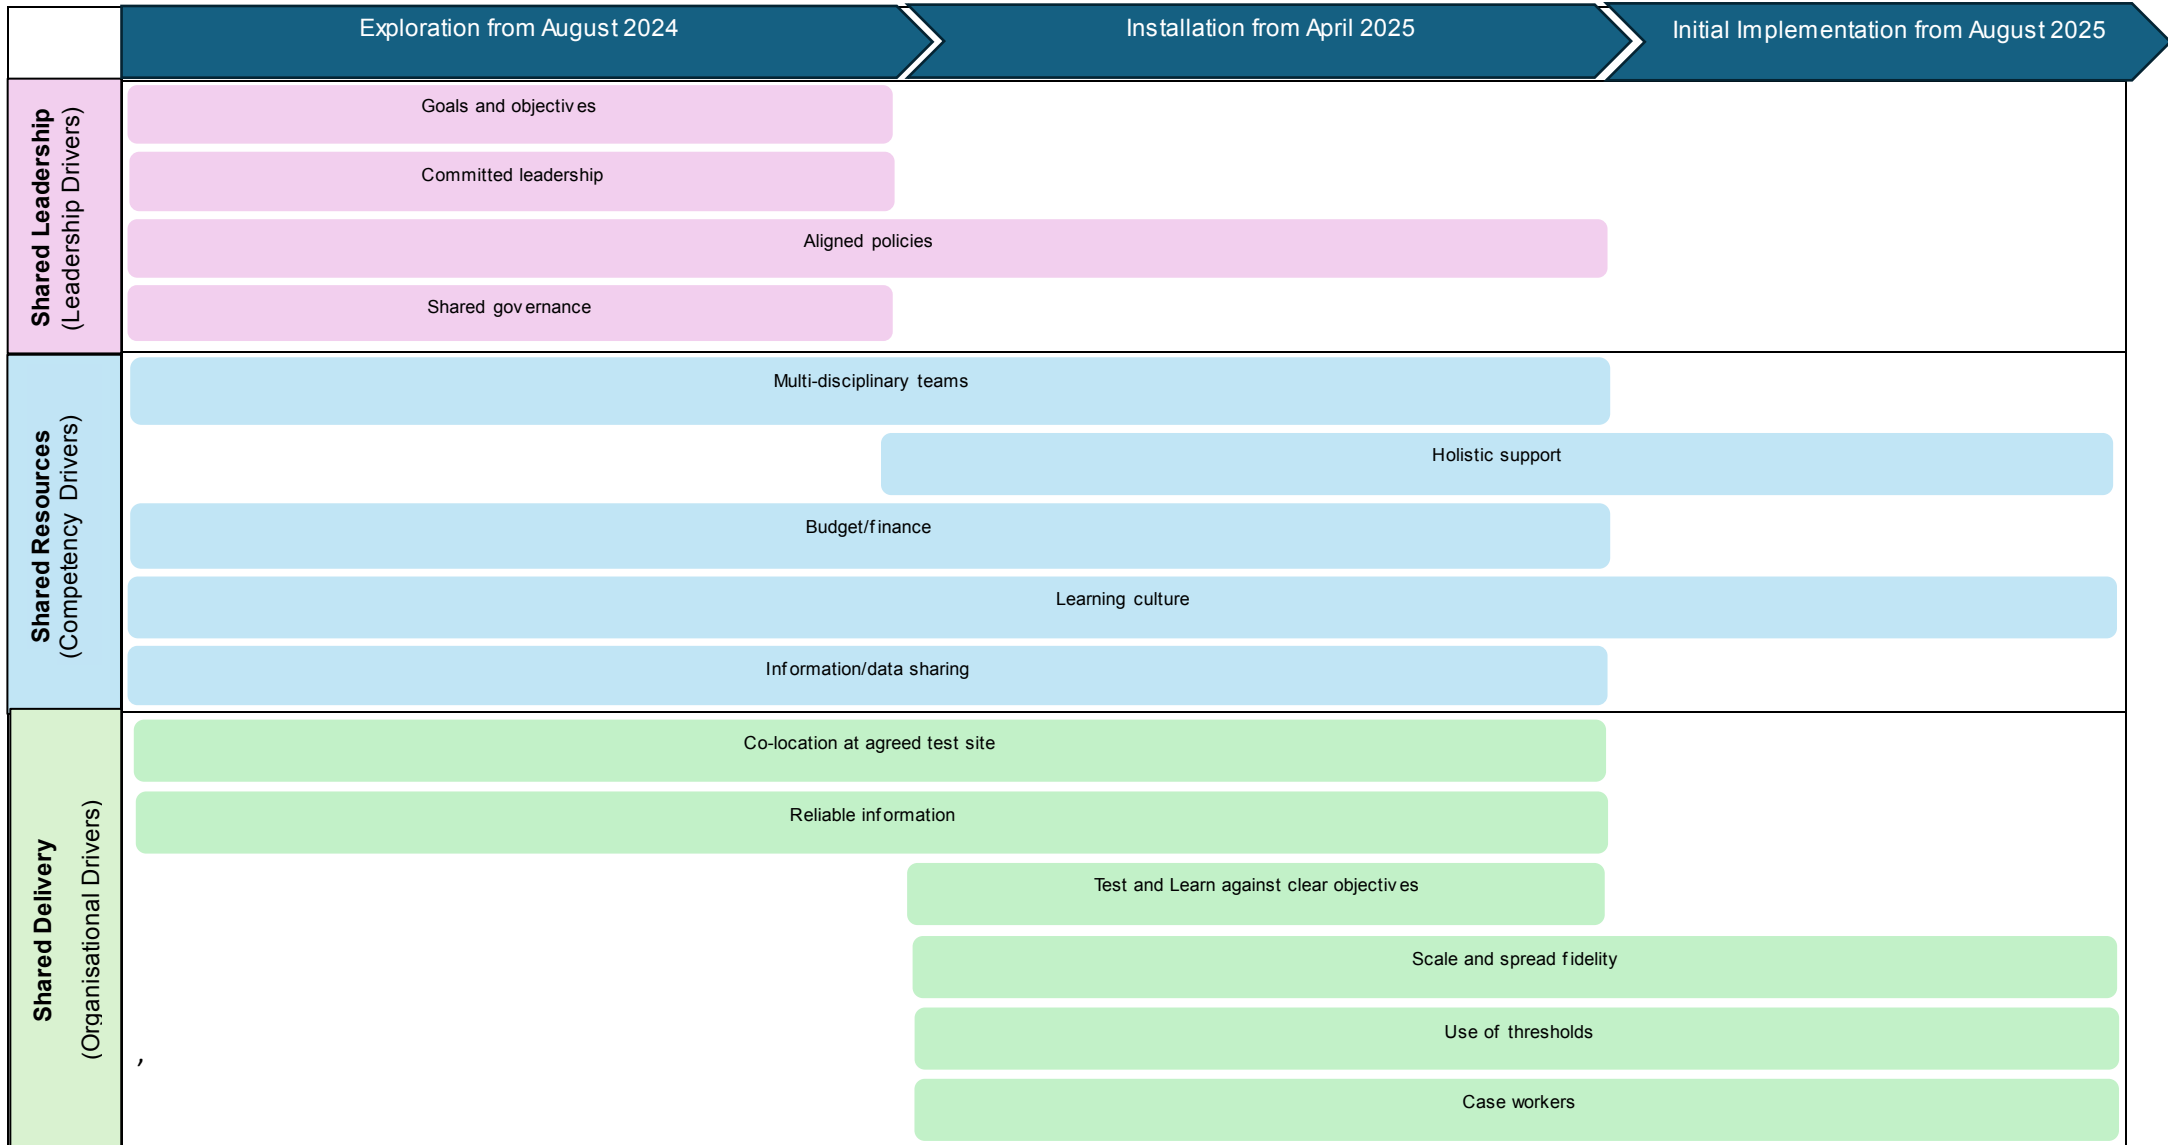 Exploration from August 2024
Installation from April 2025
Initial Implementation from August 2025
Shared Leadership
(Leadership Drivers)
Goals and objectives
Committed leadership
Aligned policies
Shared governance
Shared Resources
(Competency Drivers)
Multi-disciplinary teams
Holistic support
Budget/finance
Learning culture
Information/data sharing
Shared Delivery
(Organisational Drivers)
Co-location at agreed test site
Reliable information
Test and Learn against clear objectives
Scale and spread fidelity
Use of thresholds
,
Case workers